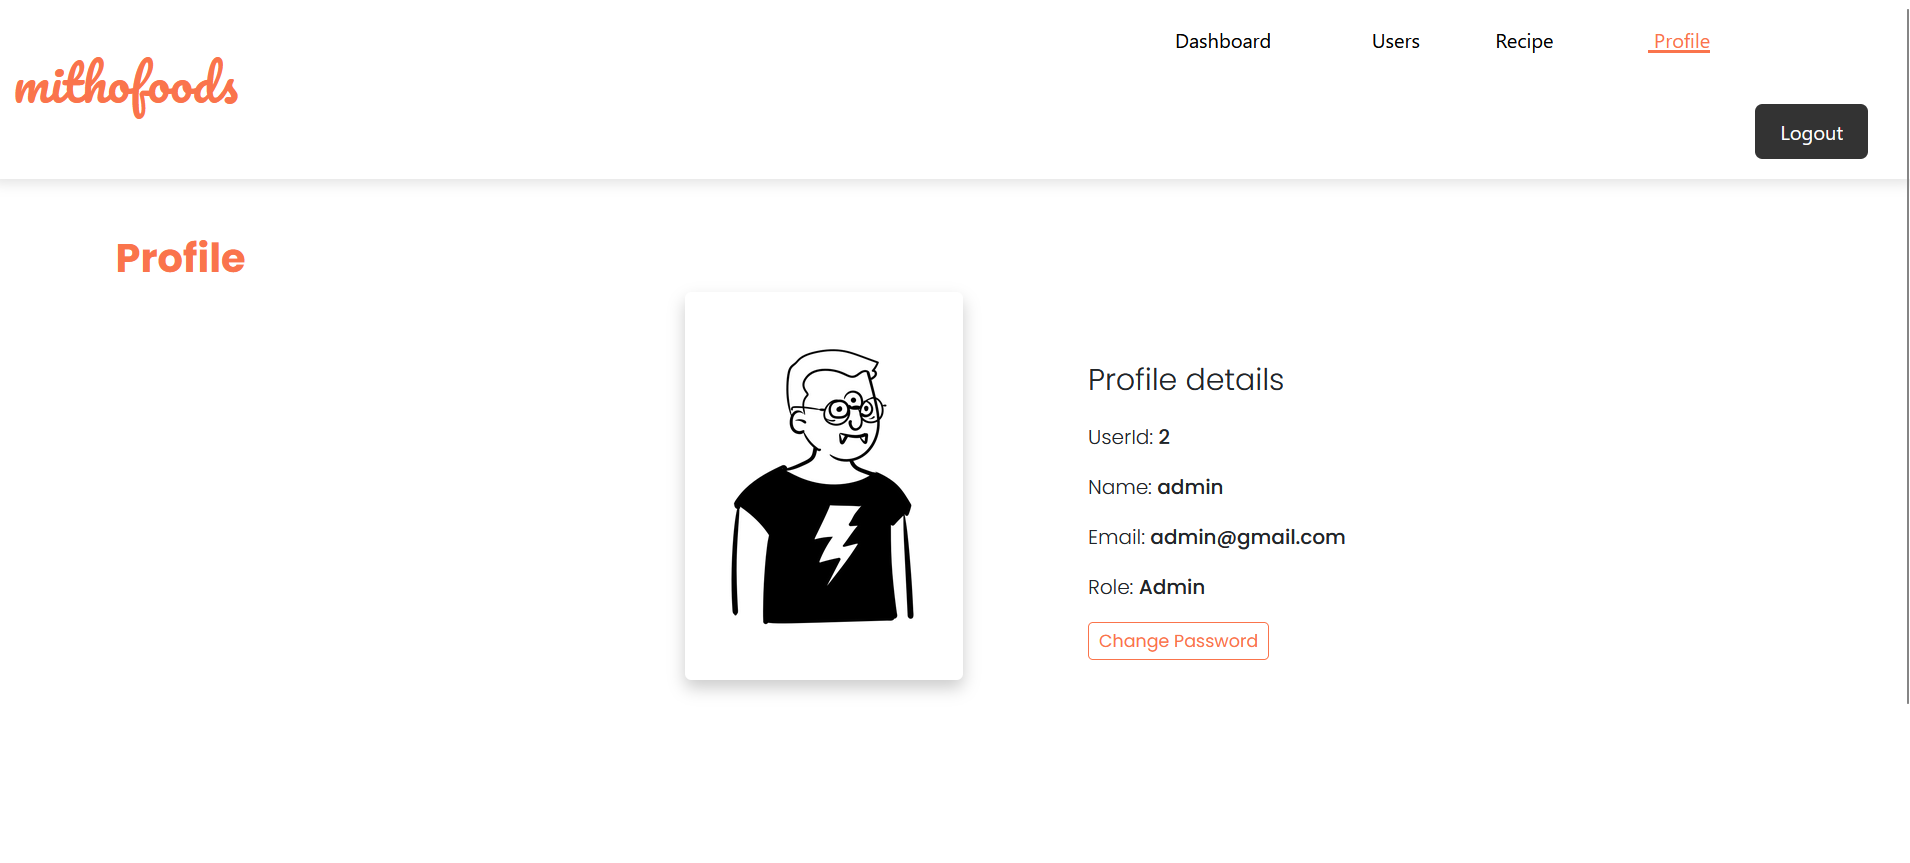 mithofoods
Dashboard Users Recipe Profile
Logout
Profile
Profile details
UserId: 2
Name: admin
Email: admin@gmail.com
Role: Admin
Change Password